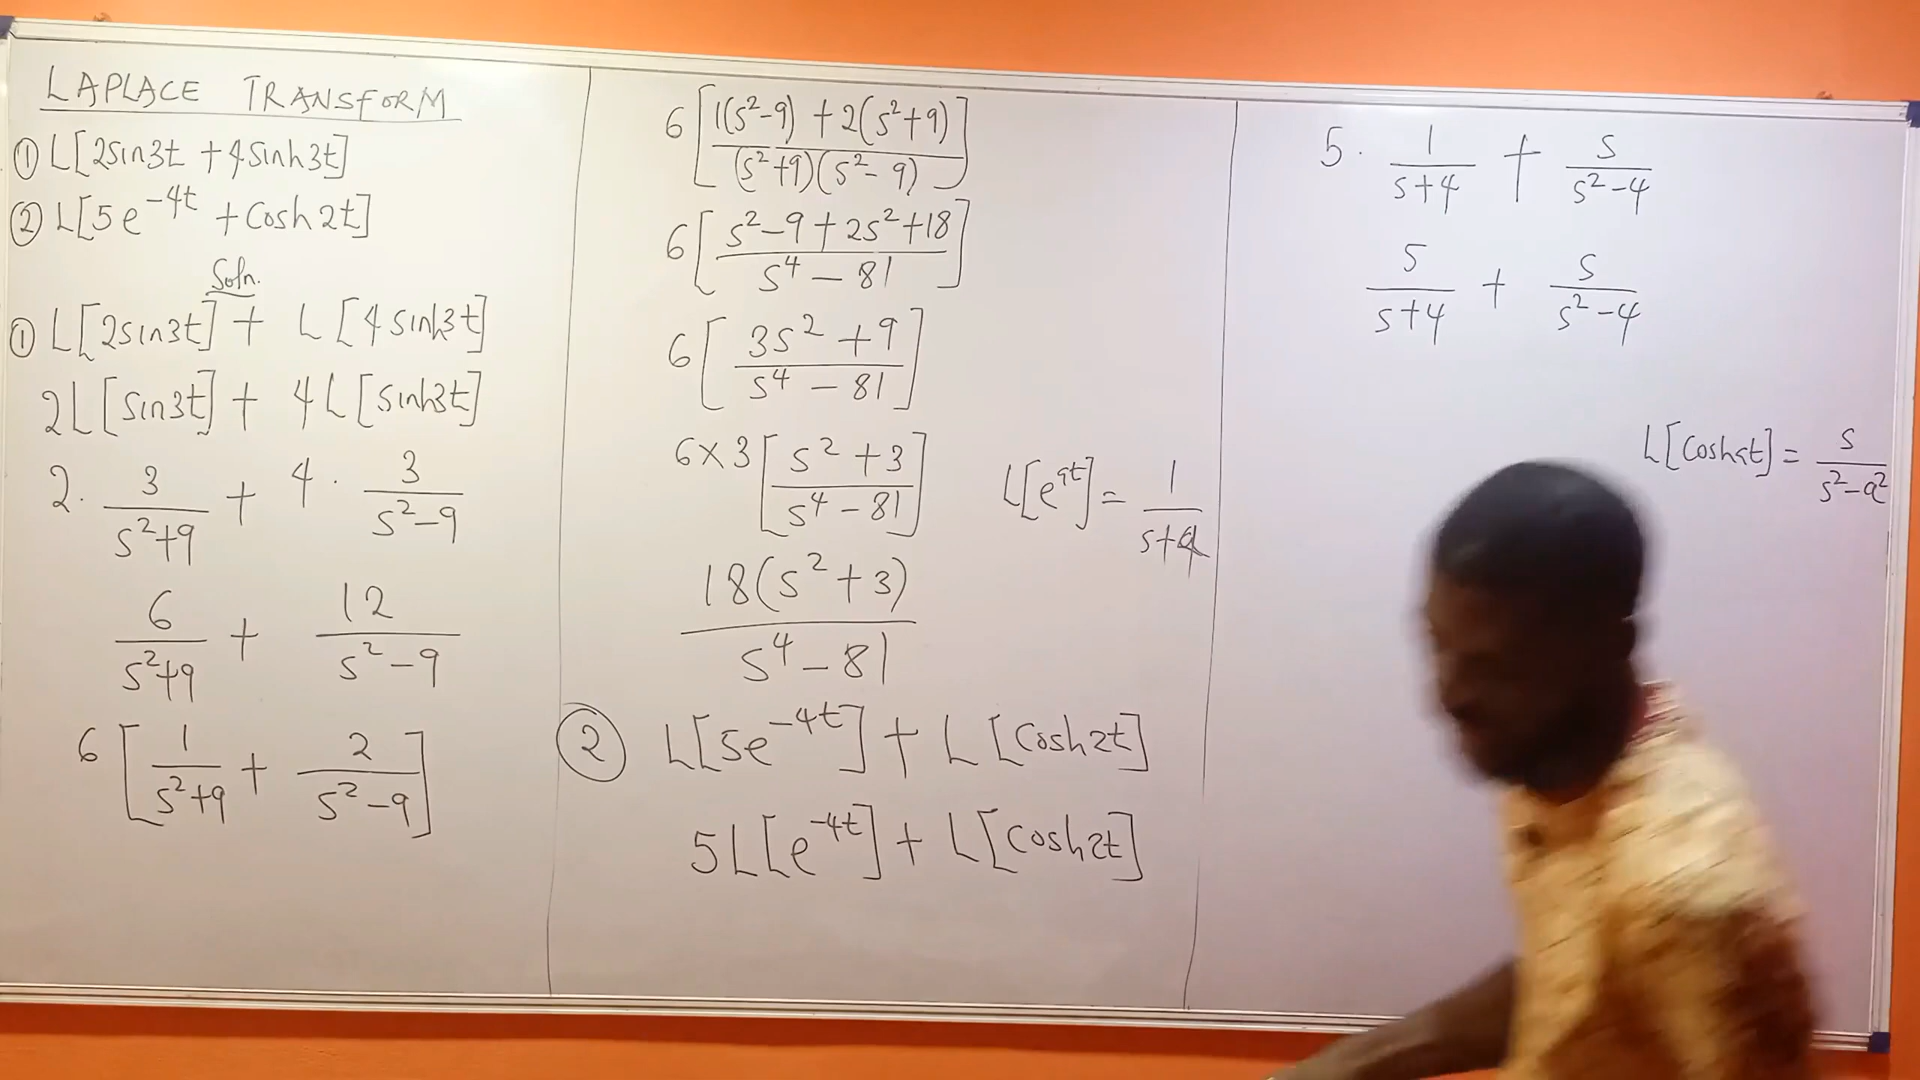 LAPLACE TRANSFORM
① L[2sin3t + 4sinh3t]
② L[5e^{-4t} + Cosh2t]
Soln.
① L[2sin3t] + L[4sinh3t]
2L[sin3t] + 4L[sinh3t]
2. 3/(s²+9) + 4. 3/(s²-9)
6/(s²+9) + 12/(s²-9)
6[1/(s²+9) + 2/(s²-9)]
6[(1(s²-9) + 2(s²+9))/((s²+9)(s²-9))]
6[(s²-9+2s²+18)/(s⁴-81)]
6[(3s²+9)/(s⁴-81)]
6×3[(s²+3)/(s⁴-81)]
L[e^{at}] = 1/(s+a)
18(s²+3)/(s⁴-81)
② L[5e^{-4t}] + L[Cosh2t]
5L[e^{-4t}] + L[Cosh2t]
5. 1/(s+4) + s/(s²-4)
5/(s+4) + s/(s²-4)
L[Coshat] = s/(s²-a²)